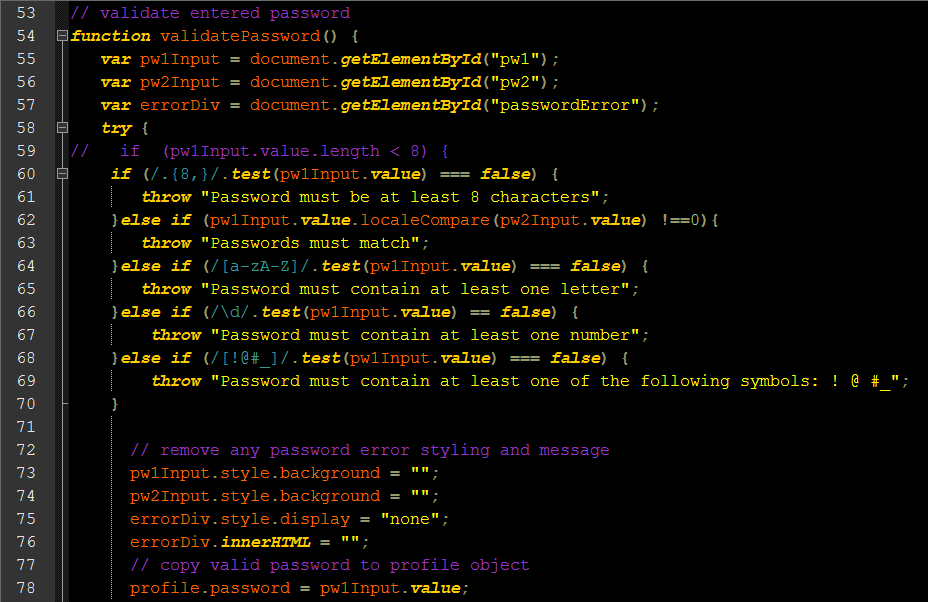 53 // validate entered password
54 function validatePassword() {
55    var pw1Input = document.getElementById("pw1");
56    var pw2Input = document.getElementById("pw2");
57    var errorDiv = document.getElementById("passwordError");
58    try {
59 //   if  (pw1Input.value.length < 8) {
60     if (/.{8,}/.test(pw1Input.value) === false) {
61        throw "Password must be at least 8 characters";
62     }else if (pw1Input.value.localeCompare(pw2Input.value) !==0){
63        throw "Passwords must match";
64     }else if (/[a-zA-Z]/.test(pw1Input.value) === false) {
65        throw "Password must contain at least one letter";
66     }else if (/\d/.test(pw1Input.value) == false) {
67         throw "Password must contain at least one number";
68     }else if (/[!@#_]/.test(pw1Input.value) === false) {
69         throw "Password must contain at least one of the following symbols: ! @ #_";
70     }
71
72       // remove any password error styling and message
73       pw1Input.style.background = "";
74       pw2Input.style.background = "";
75       errorDiv.style.display = "none";
76       errorDiv.innerHTML = "";
77       // copy valid password to profile object
78       profile.password = pw1Input.value;